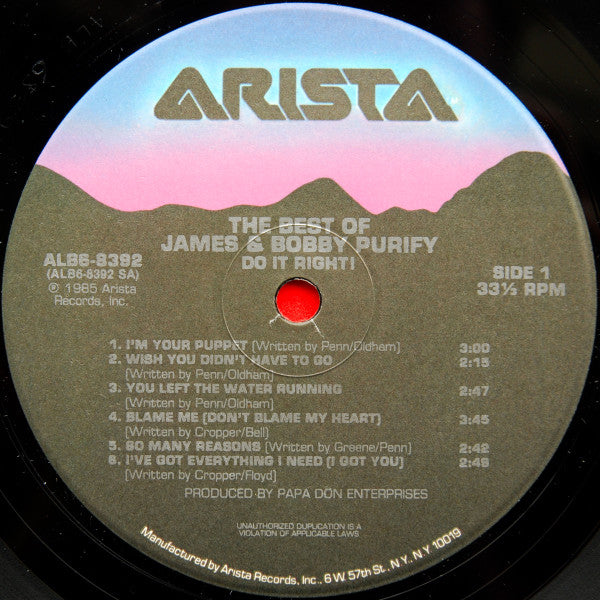 ARISTA
THE BEST OF
JAMES & BOBBY PURIFY
DO IT RIGHT!
ALB6-8392
(ALB6-8392 SA)
℗ 1985 Arista
Records, Inc.
SIDE 1
33⅓ RPM
1. I'M YOUR PUPPET (Written by Penn/Oldham) 3:00
2. WISH YOU DIDN'T HAVE TO GO 2:15
(Written by Penn/Oldham)
3. YOU LEFT THE WATER RUNNING 2:47
(Written by Penn/Oldham)
4. BLAME ME (DON'T BLAME MY HEART) 3:45
(Written by Cropper/Bell)
5. SO MANY REASONS (Written by Greene/Penn) 2:42
6. (I'VE GOT EVERYTHING I NEED (I GOT YOU) 2:49
(Written by Cropper/Floyd)
PRODUCED BY PAPA DÖN ENTERPRISES
UNAUTHORIZED DUPLICATION IS A
VIOLATION OF APPLICABLE LAWS
Manufactured by Arista Records, Inc. 6 W 57th St. N.Y. N.Y 10019